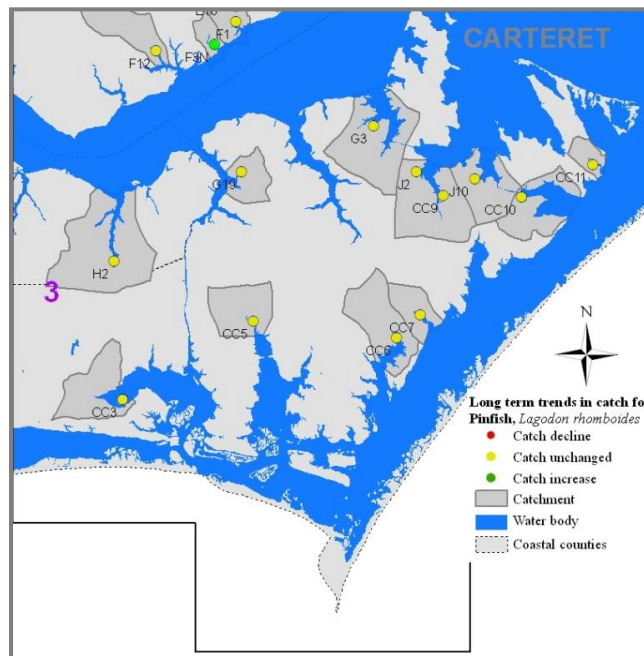 CARTERET
F1
F12
F3N
G3
G19
J2
J10
CC11
CC9
CC10
H2
3
CC5
CC7
CC6
CC3
N
Long term trends in catch fo
Pinfish, Lagodon rhomboides
Catch decline
Catch unchanged
Catch increase
Catchment
Water body
Coastal counties